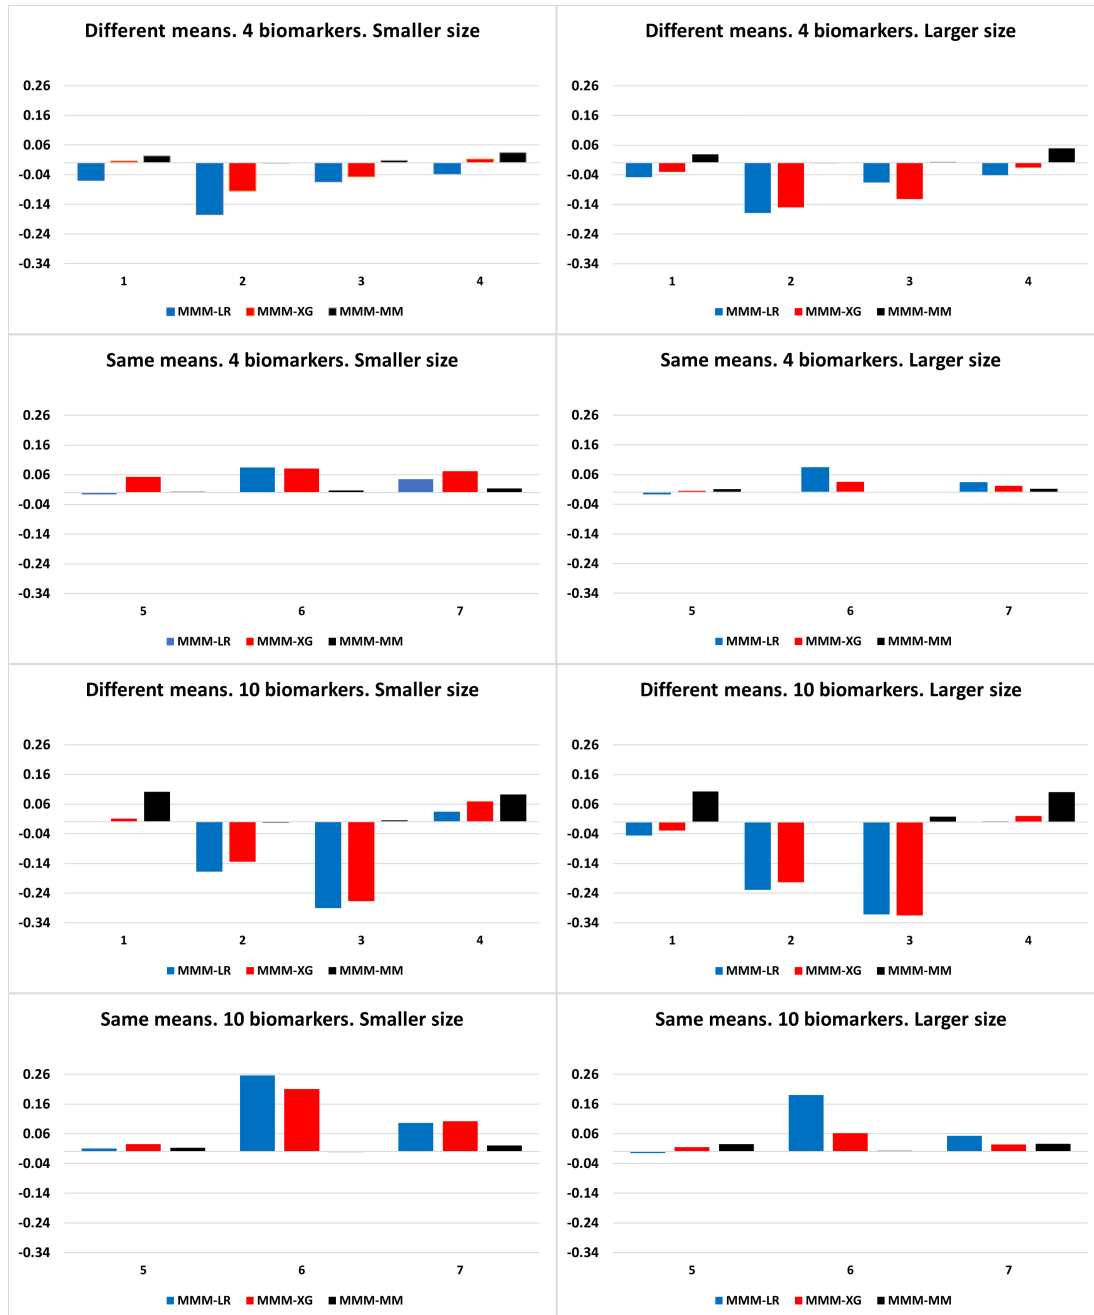 Different means. 4 biomarkers. Smaller size
0.26
0.16
0.06
-0.04
-0.14
-0.24
-0.34
1 2 3 4
MMM-LR MMM-XG MMM-MM
Different means. 4 biomarkers. Larger size
0.26
0.16
0.06
-0.04
-0.14
-0.24
-0.34
1 2 3 4
MMM-LR MMM-XG MMM-MM
Same means. 4 biomarkers. Smaller size
0.26
0.16
0.06
-0.04
-0.14
-0.24
-0.34
5 6 7
MMM-LR MMM-XG MMM-MM
Same means. 4 biomarkers. Larger size
0.26
0.16
0.06
-0.04
-0.14
-0.24
-0.34
5 6 7
MMM-LR MMM-XG MMM-MM
Different means. 10 biomarkers. Smaller size
0.26
0.16
0.06
-0.04
-0.14
-0.24
-0.34
1 2 3 4
MMM-LR MMM-XG MMM-MM
Different means. 10 biomarkers. Larger size
0.26
0.16
0.06
-0.04
-0.14
-0.24
-0.34
1 2 3 4
MMM-LR MMM-XG MMM-MM
Same means. 10 biomarkers. Smaller size
0.26
0.16
0.06
-0.04
-0.14
-0.24
-0.34
5 6 7
MMM-LR MMM-XG MMM-MM
Same means. 10 biomarkers. Larger size
0.26
0.16
0.06
-0.04
-0.14
-0.24
-0.34
5 6 7
MMM-LR MMM-XG MMM-MM